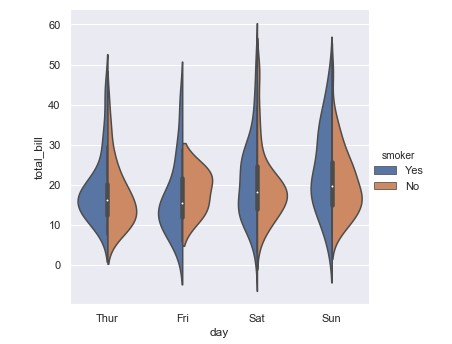 60
50
40
30
20
10
0
total_bill
Thur Fri Sat Sun
day
smoker
Yes
No